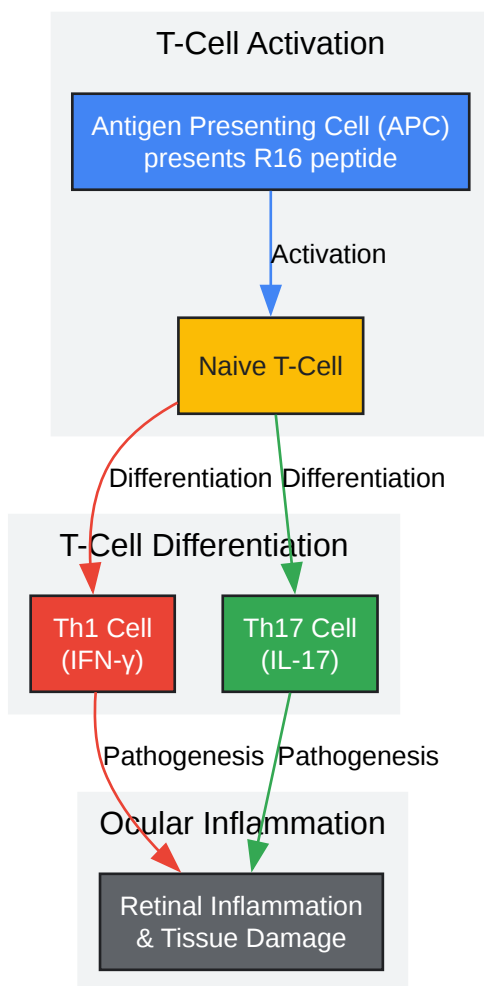 T-Cell Activation
Antigen Presenting Cell (APC)
presents R16 peptide
Activation
Naive T-Cell
Differentiation
Differentiation
T-Cell Differentiation
Th1 Cell
(IFN-γ)
Th17 Cell
(IL-17)
Pathogenesis
Pathogenesis
Ocular Inflammation
Retinal Inflammation
& Tissue Damage